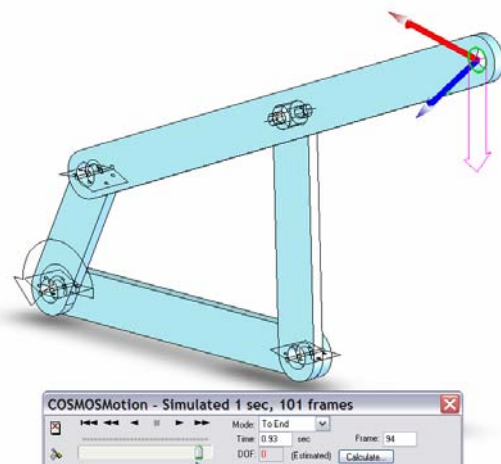 COSMOSMotion - Simulated 1 sec, 101 frames
Mode: To End
Time: 0.93 sec Frame: 94
DOF: 0 (Estimated) Calculate...